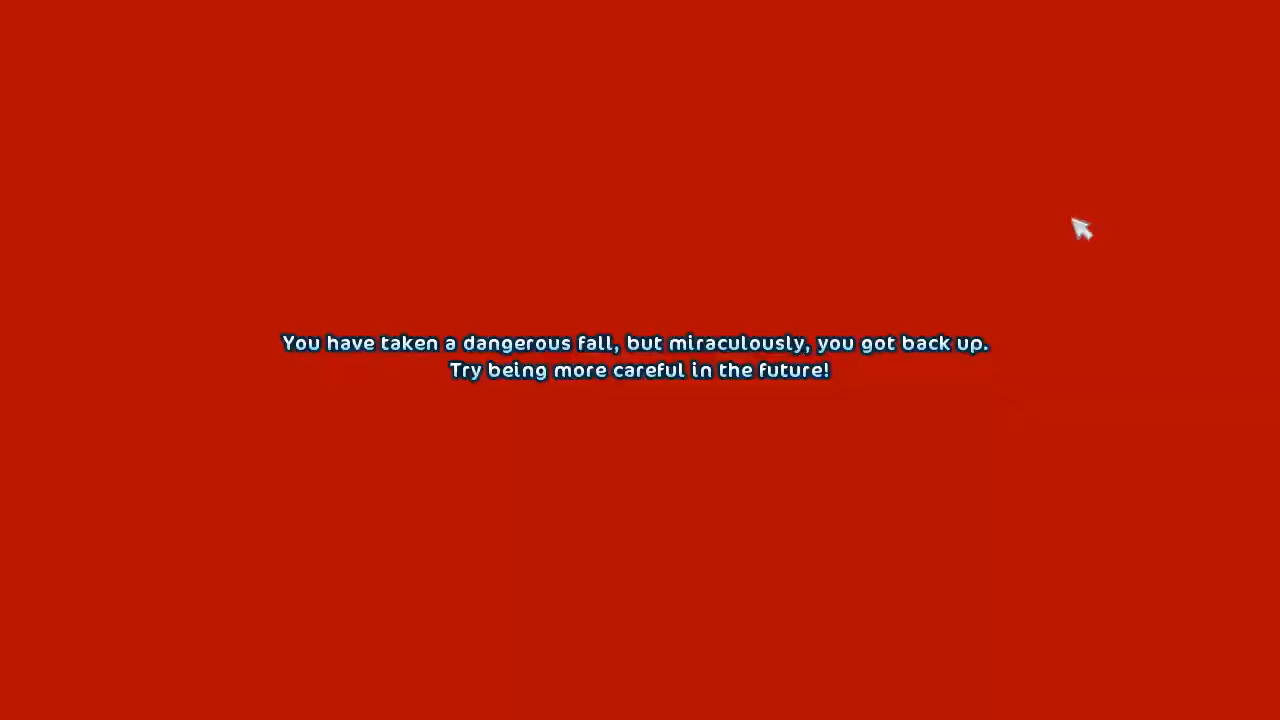 You have taken a dangerous fall, but miraculously, you got back up.
Try being more careful in the future!